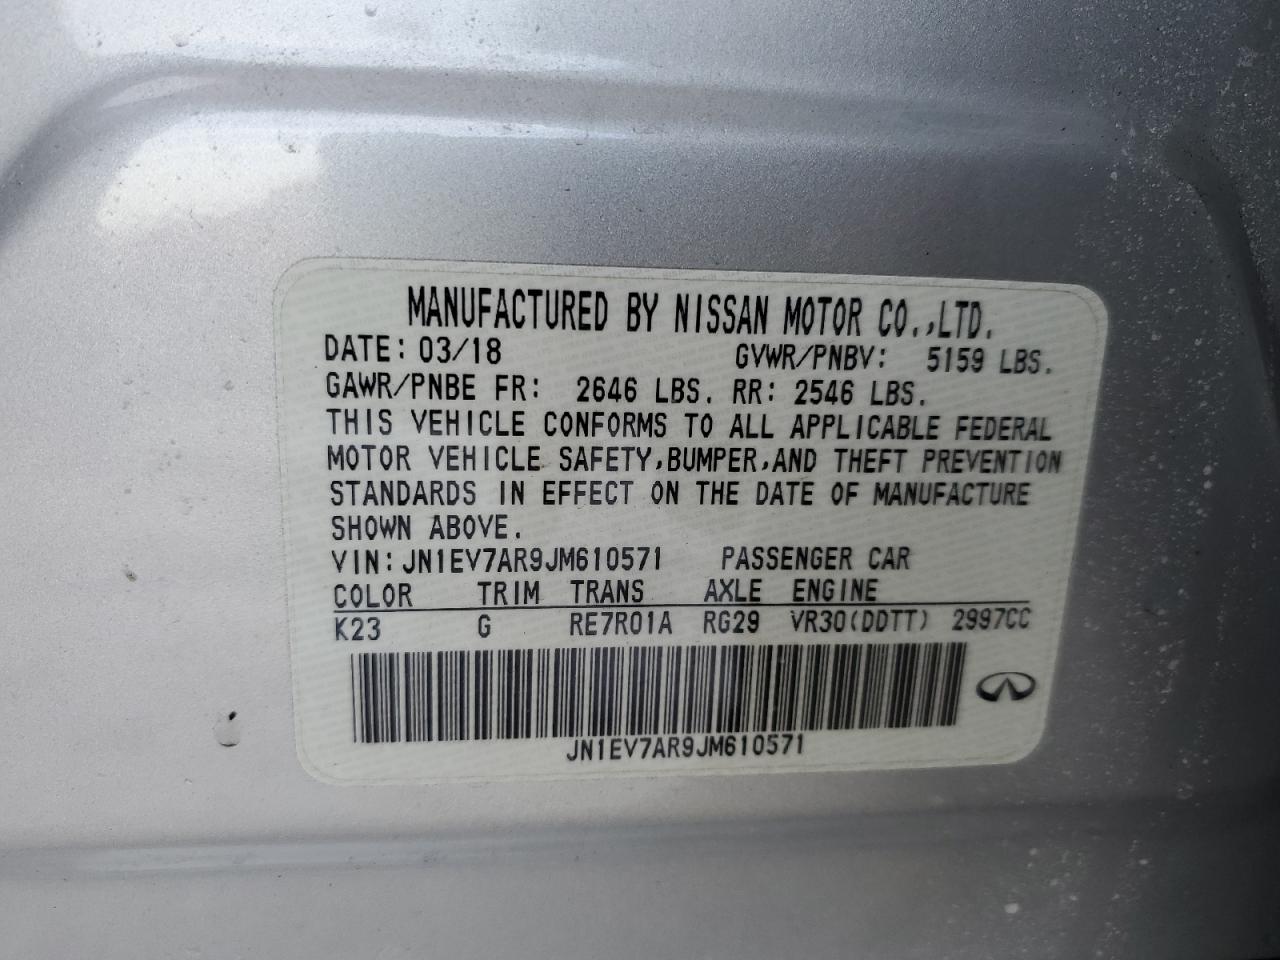 MANUFACTURED BY NISSAN MOTOR CO.,LTD.
DATE: 03/18 GVWR/PNBV: 5159 LBS.
GAWR/PNBE FR: 2646 LBS. RR: 2546 LBS.
THIS VEHICLE CONFORMS TO ALL APPLICABLE FEDERAL
MOTOR VEHICLE SAFETY,BUMPER,AND THEFT PREVENTION
STANDARDS IN EFFECT ON THE DATE OF MANUFACTURE
SHOWN ABOVE.
VIN:JN1EV7AR9JM610571 PASSENGER CAR
COLOR TRIM TRANS AXLE ENGINE
K23 G RE7R01A RG29 VR30(DDTT) 2997CC
JN1EV7AR9JM610571